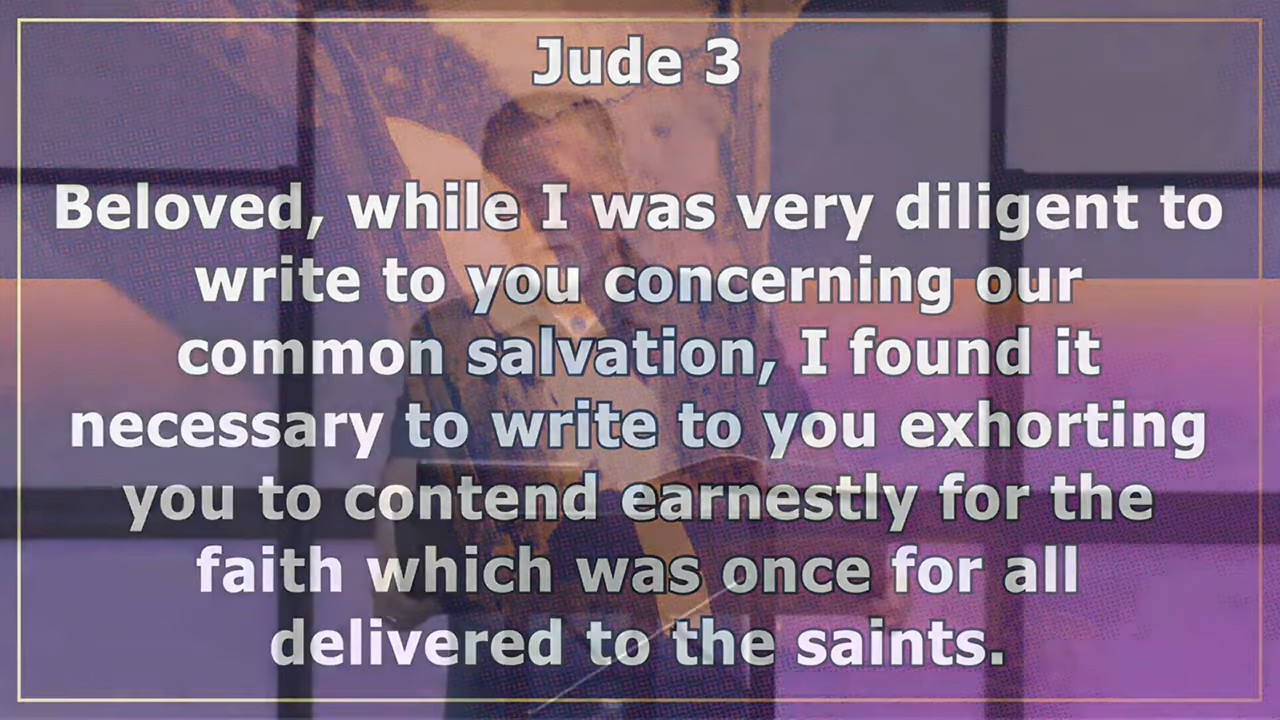 Jude 3
Beloved, while I was very diligent to
write to you concerning our
common salvation, I found it
necessary to write to you exhorting
you to contend earnestly for the
faith which was once for all
delivered to the saints.